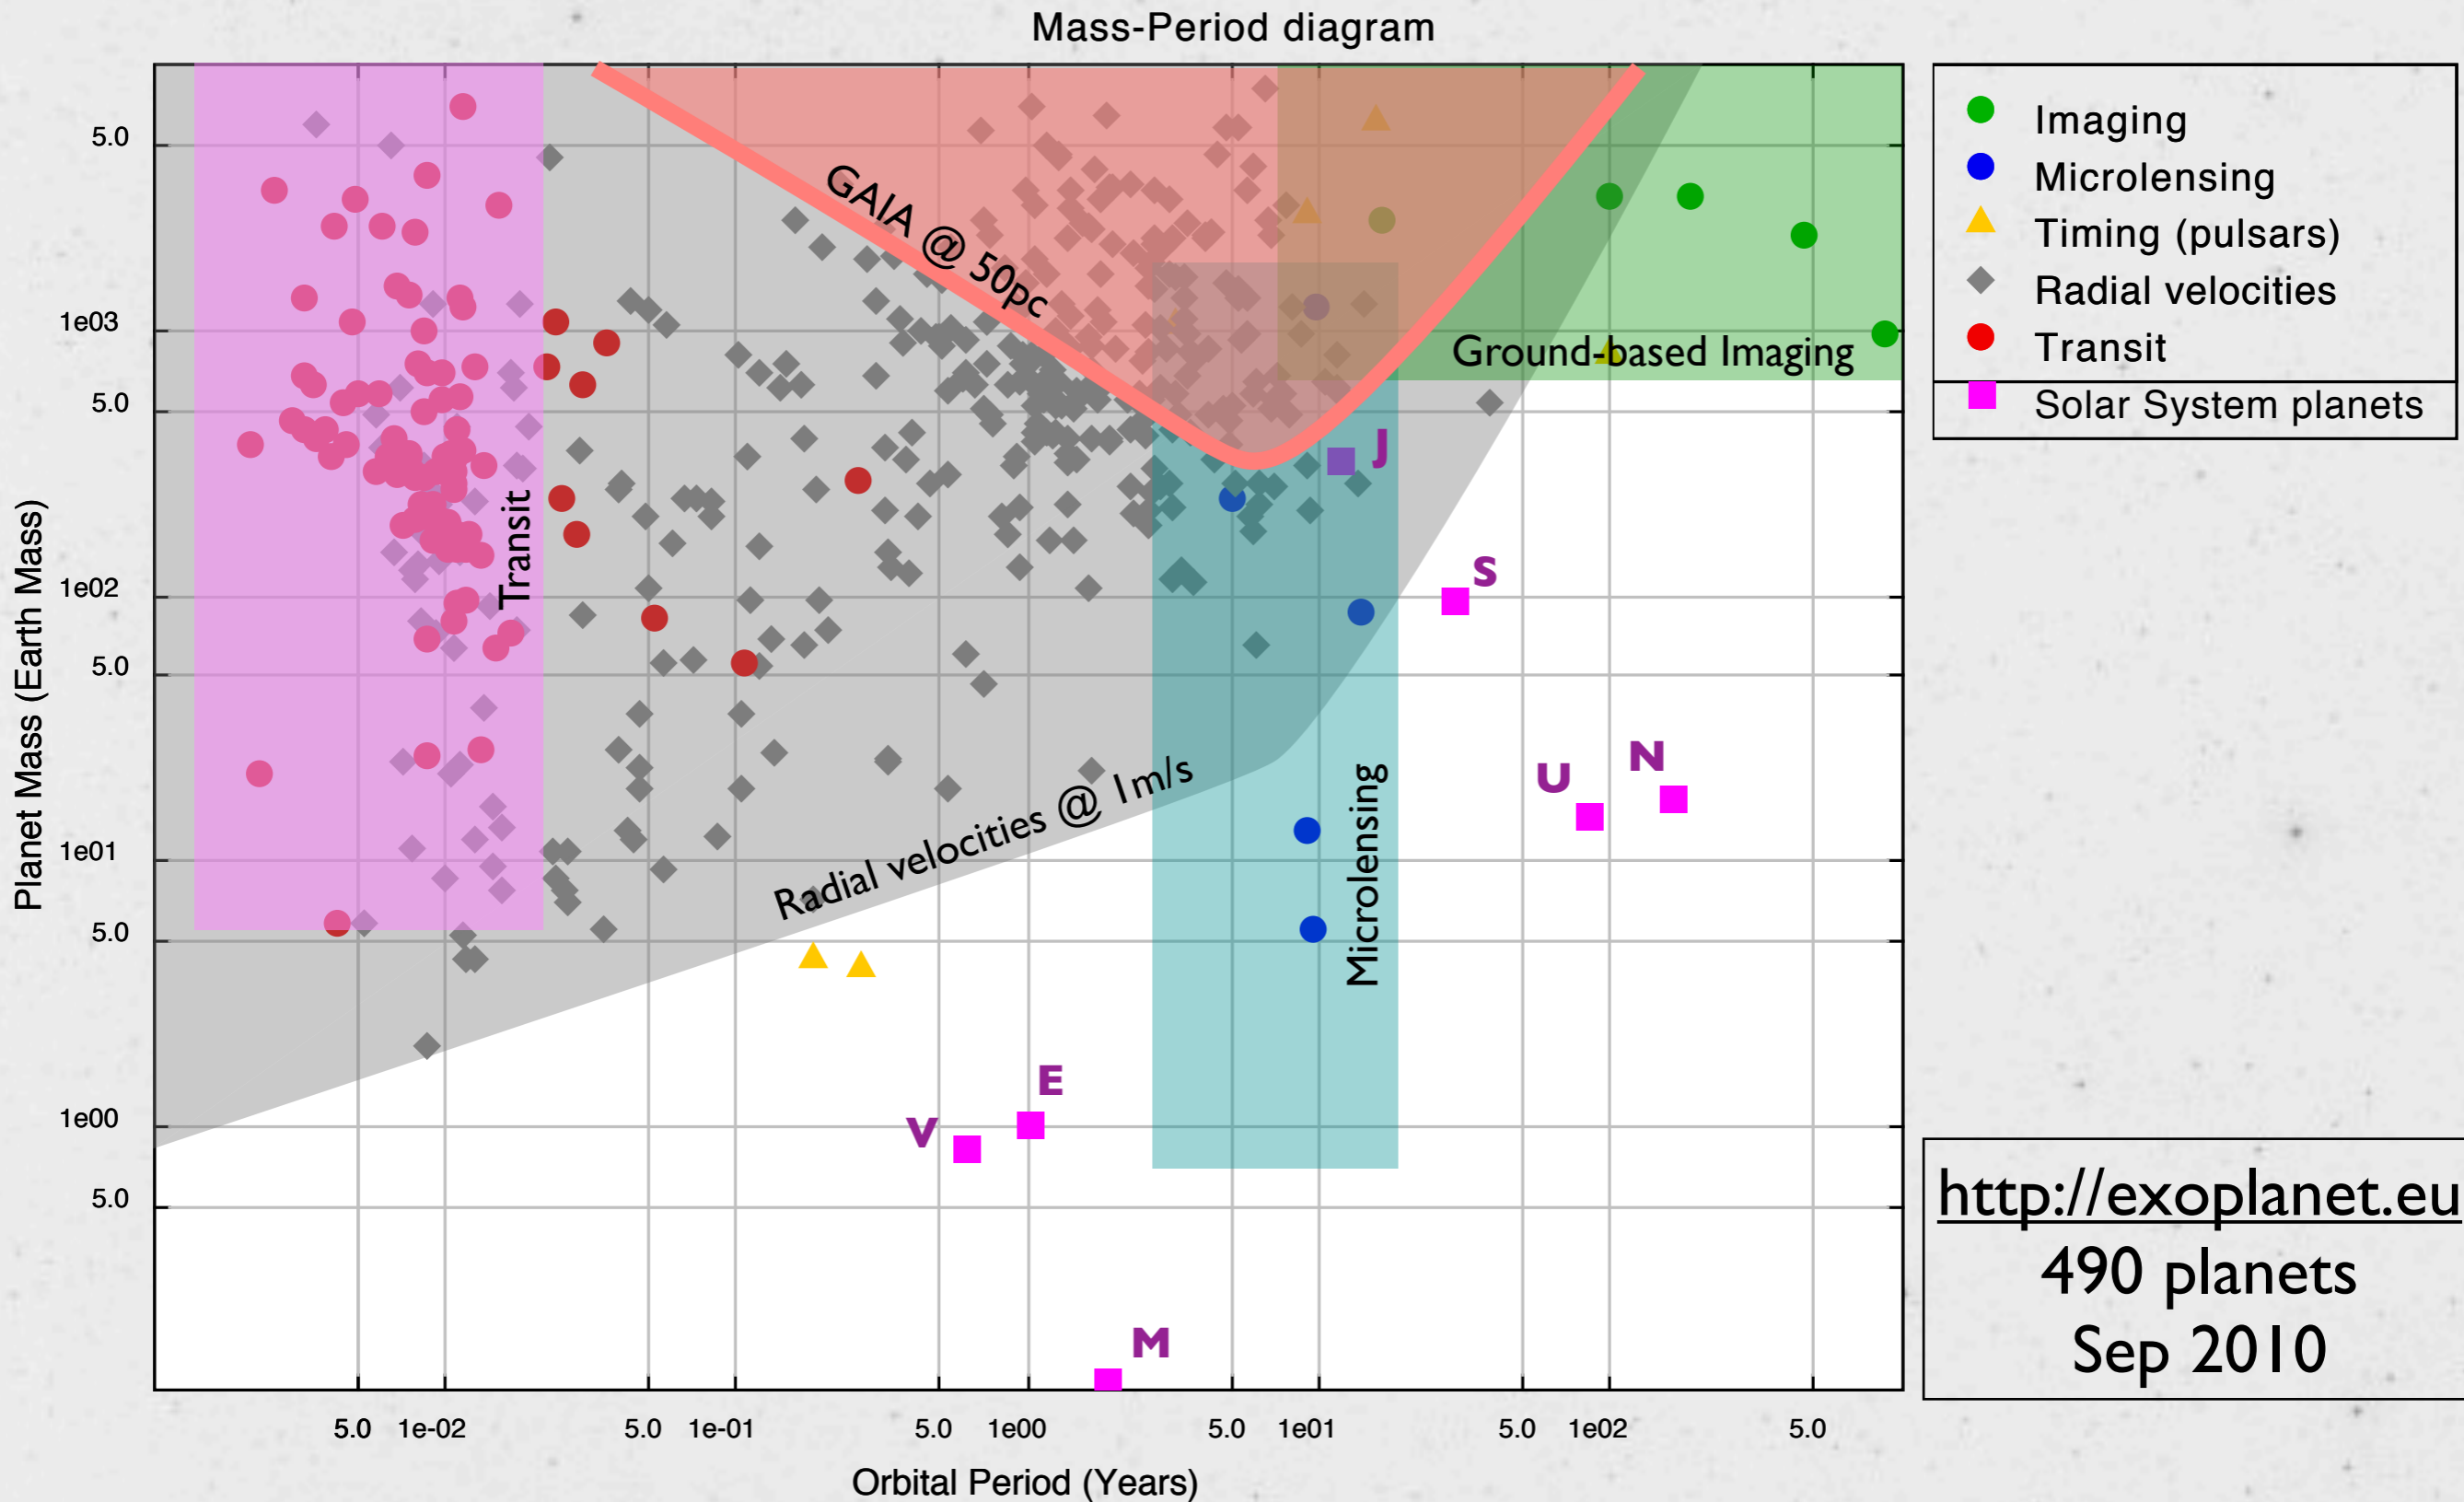 Mass-Period diagram
Imaging
Microlensing
Timing (pulsars)
Radial velocities
Transit
Solar System planets
Planet Mass (Earth Mass)
5.0
1e03
5.0
1e02
5.0
1e01
5.0
1e00
5.0
GAIA @ 50pc
Ground-based Imaging
Transit
Radial velocities @ 1m/s
Microlensing
J
S
U
N
E
V
M
5.0
1e-02
5.0
1e-01
5.0
1e00
5.0
1e01
5.0
1e02
5.0
Orbital Period (Years)
http://exoplanet.eu
490 planets
Sep 2010